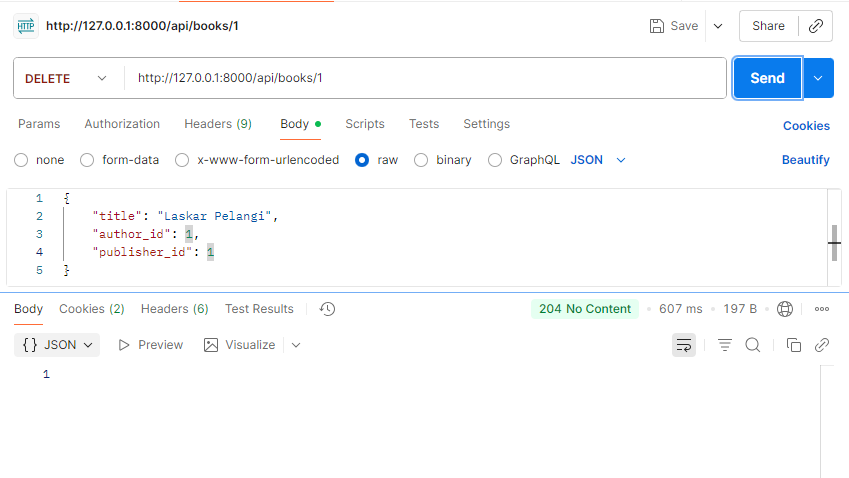 HTTP http://127.0.0.1:8000/api/books/1 Save Share
DELETE http://127.0.0.1:8000/api/books/1 Send
Params Authorization Headers (9) Body Scripts Tests Settings Cookies
none form-data x-www-form-urlencoded raw binary GraphQL JSON Beautify
1 {
2 "title": "Laskar Pelangi",
3 "author_id": 1,
4 "publisher_id": 1
5 }
Body Cookies (2) Headers (6) Test Results 204 No Content 607 ms 197 B
{} JSON Preview Visualize
1